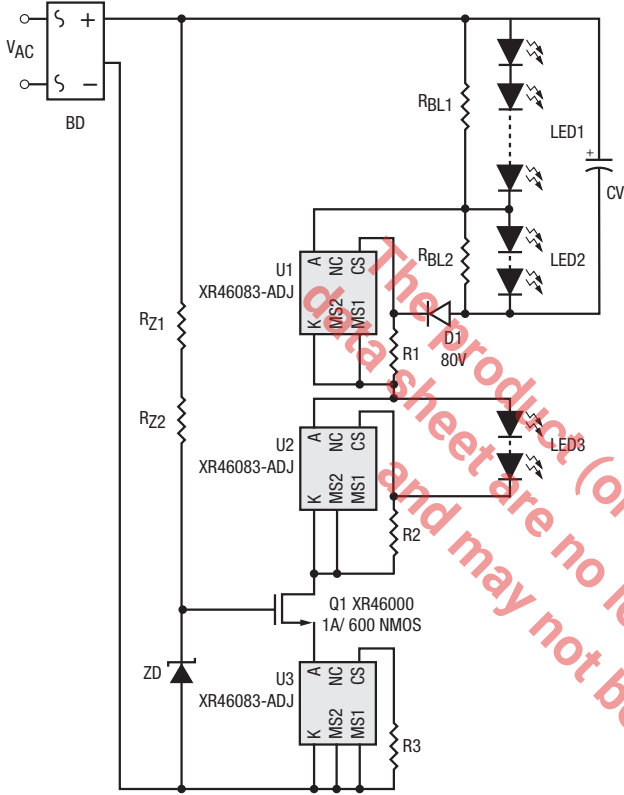 +
VAC
−
BD
RBL1
LED1
+
CV
A
NC
CS
U1
XR46083-ADJ
K
MS2
MS1
RBL2
LED2
D1
80V
RZ1
R1
RZ2
A
NC
CS
U2
XR46083-ADJ
K
MS2
MS1
LED3
R2
Q1 XR46000
1A/ 600 NMOS
ZD
A
NC
CS
U3
XR46083-ADJ
K
MS2
MS1
R3
The product (or
data sheet are no lo
and may not be